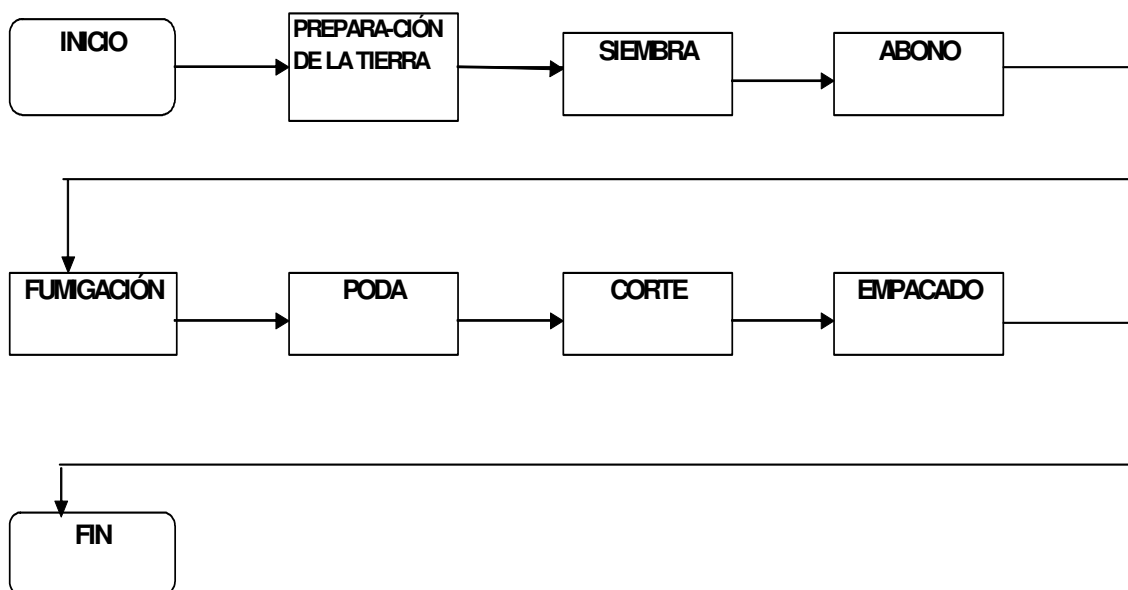 INICIO
PREPARA-CIÓN
DE LA TIERRA
SIEMBRA
ABONO
FUMIGACIÓN
PODA
CORTE
EMPACADO
FIN